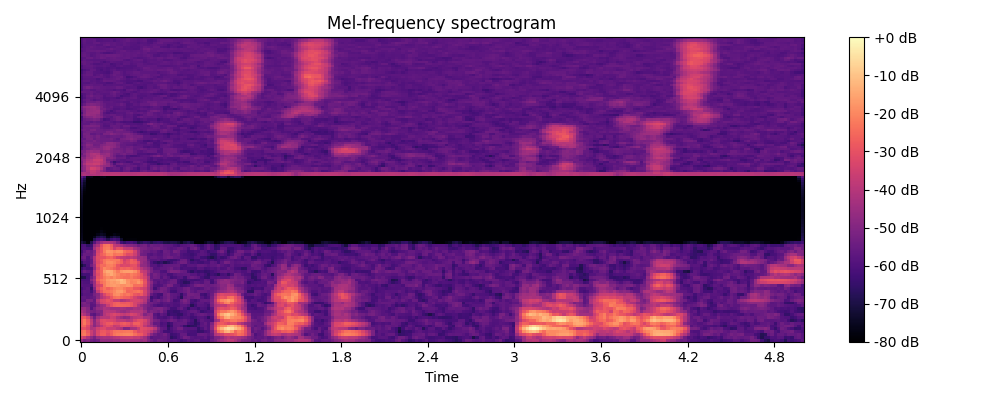 Mel-frequency spectrogram
Hz
4096
2048
1024
512
0
0 0.6 1.2 1.8 2.4 3 3.6 4.2 4.8
Time
+0 dB
-10 dB
-20 dB
-30 dB
-40 dB
-50 dB
-60 dB
-70 dB
-80 dB